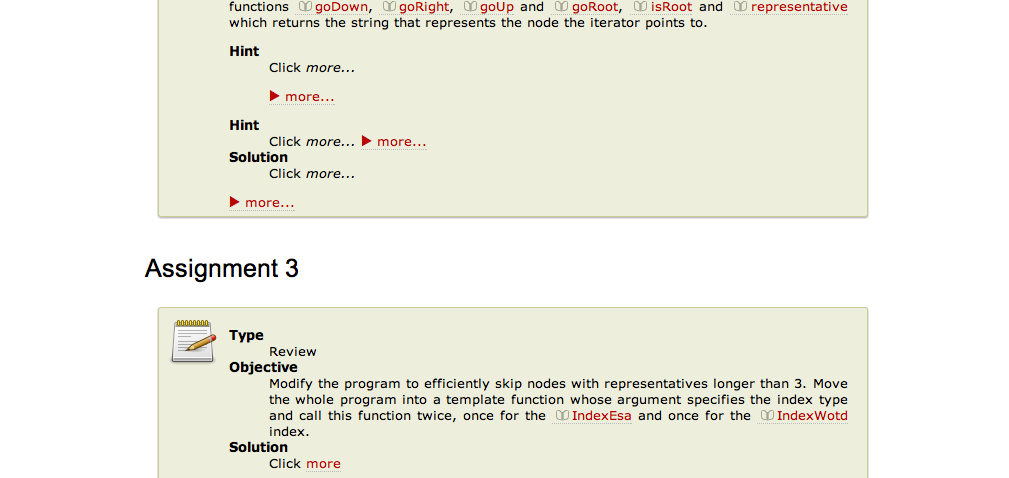 functions goDown, goRight, goUp and goRoot, isRoot and representative
which returns the string that represents the node the iterator points to.
Hint
Click more...
more...
Hint
Click more... more...
Solution
Click more...
more...
Assignment 3
Type
Review
Objective
Modify the program to efficiently skip nodes with representatives longer than 3. Move
the whole program into a template function whose argument specifies the index type
and call this function twice, once for the IndexEsa and once for the IndexWotd
index.
Solution
Click more